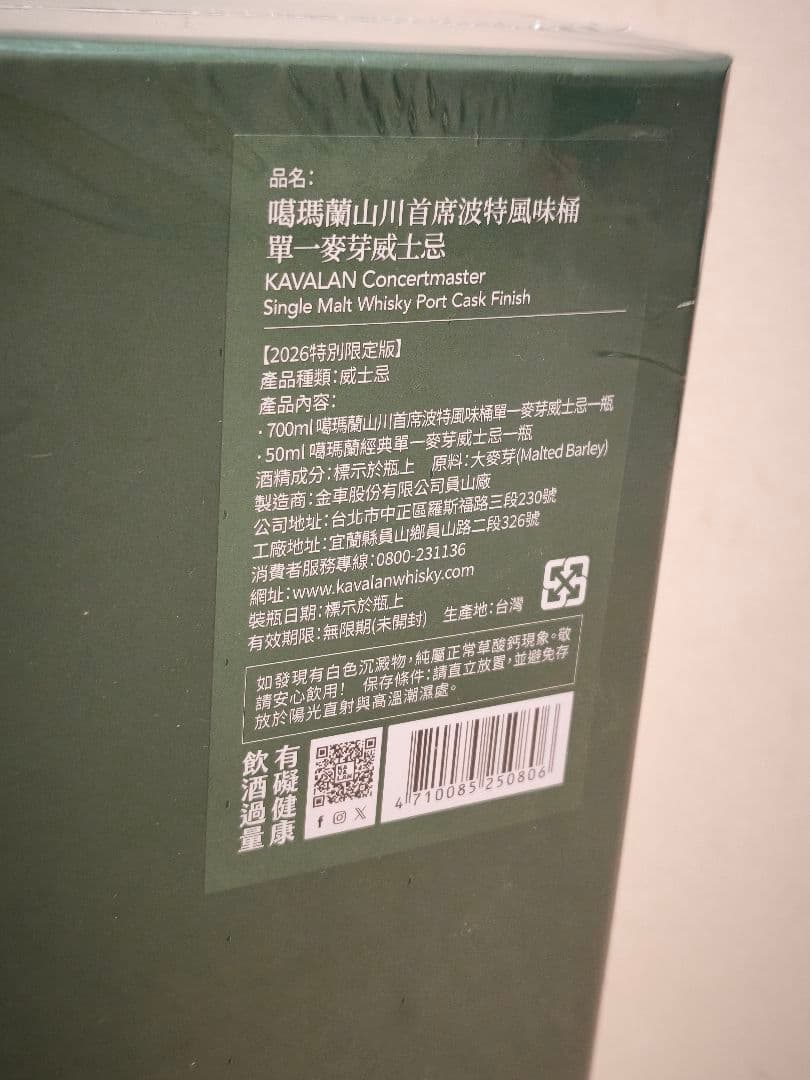 品名:
噶瑪蘭山川首席波特風味桶
單一麥芽威士忌
KAVALAN Concertmaster
Single Malt Whisky Port Cask Finish
【2026特別限定版】
產品種類:威士忌
產品內容:
·700ml 噶瑪蘭山川首席波特風味桶單一麥芽威士忌一瓶
·50ml 噶瑪蘭經典單一麥芽威士忌一瓶
酒精成分:標示於瓶上 原料:大麥芽(Malted Barley)
製造商:金車股份有限公司員山廠
公司地址:台北市中正區羅斯福路三段230號
工廠地址:宜蘭縣員山鄉員山路二段326號
消費者服務專線:0800-231136
網址:www.kavalanwhisky.com
裝瓶日期:標示於瓶上
有效期限:無限期(未開封) 生產地:台灣
如發現有白色沉澱物,純屬正常草酸鈣現象。敬
請安心飲用! 保存條件:請直立放置,並避免存
放於陽光直射與高溫潮濕處。
飲酒過量
有礙健康
4 710085 250806